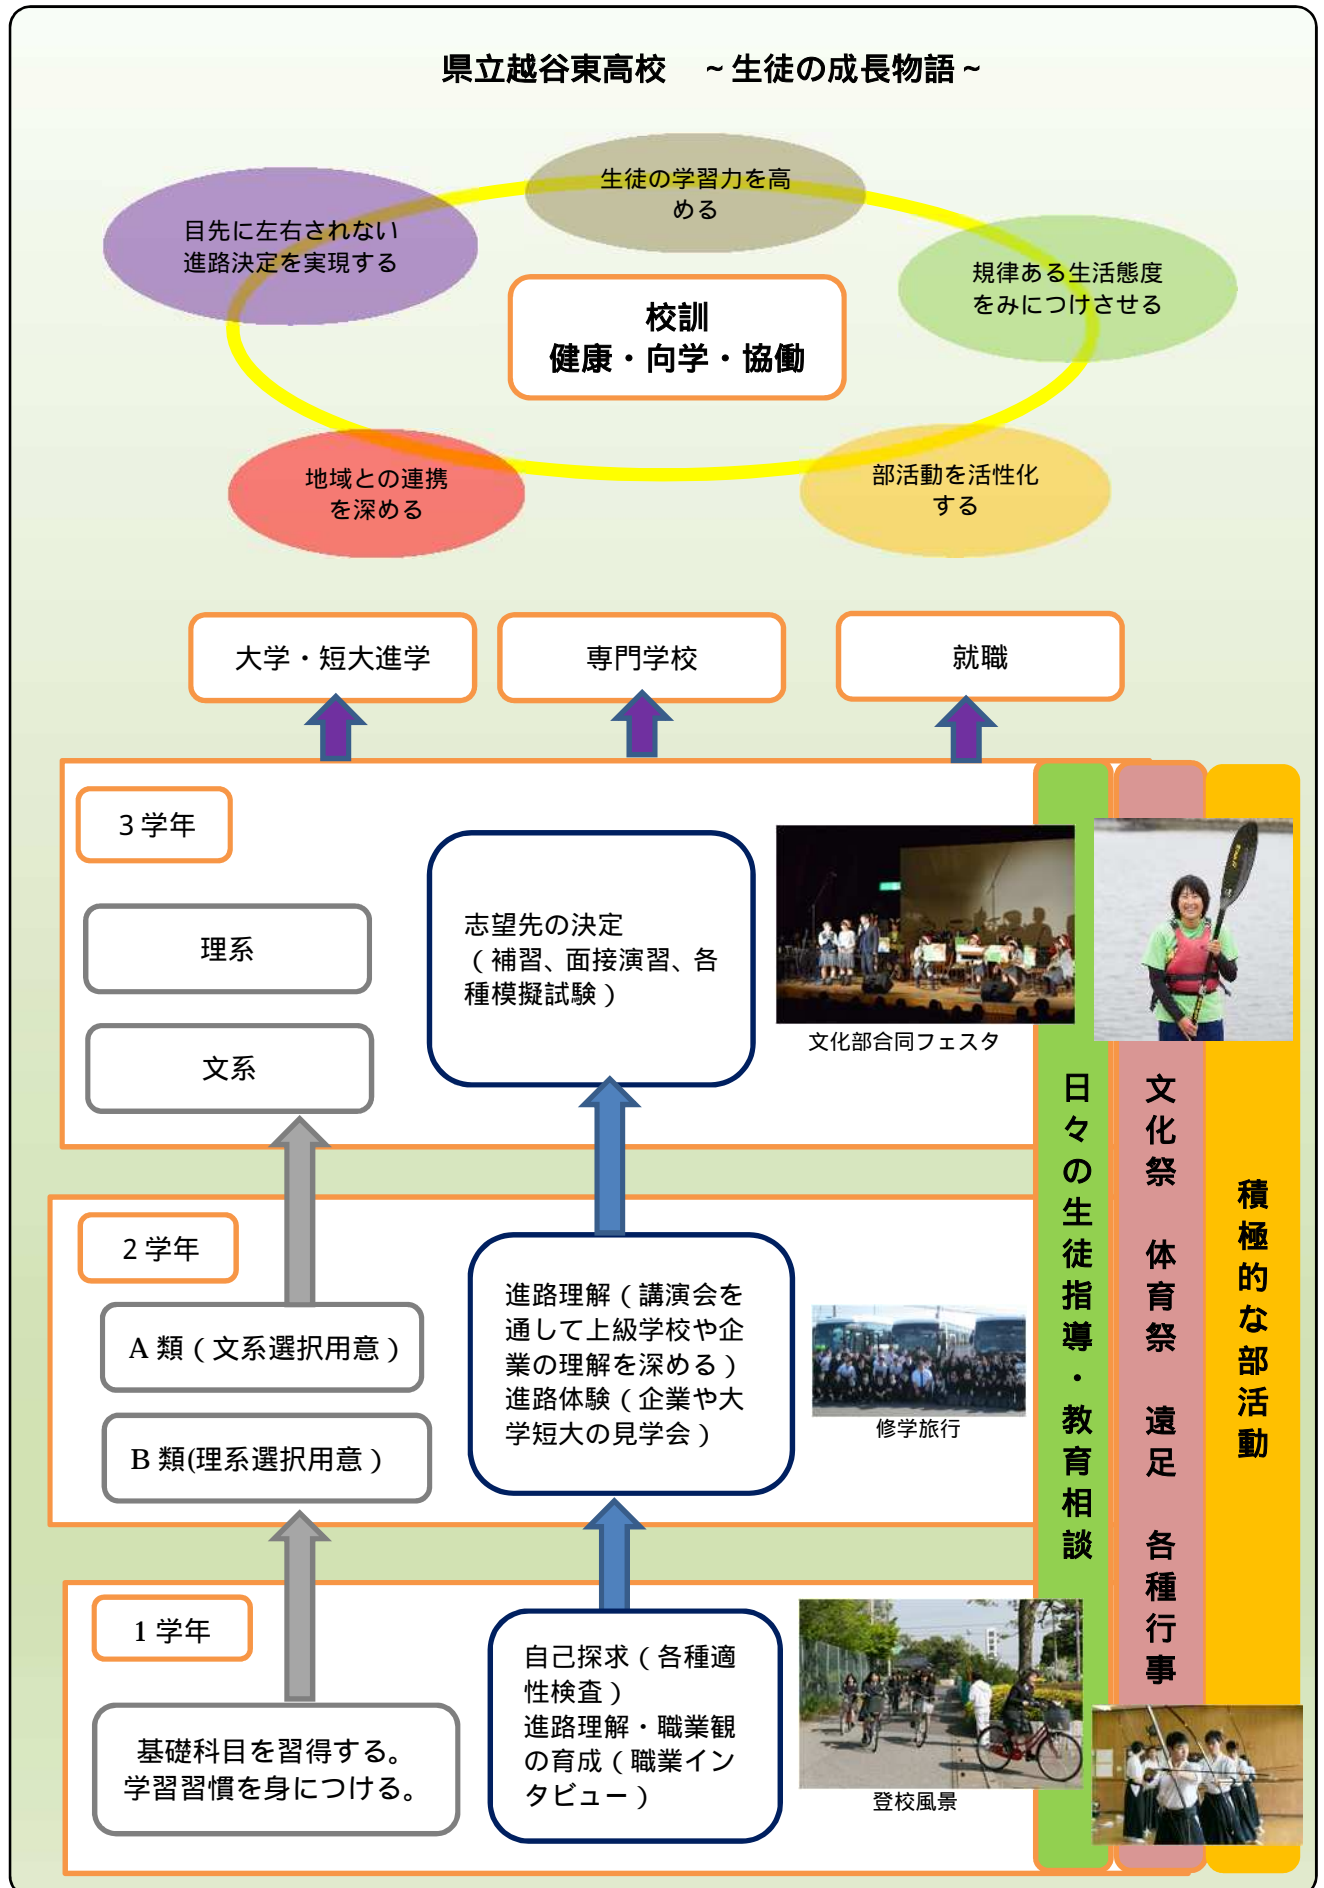 県立越谷東高校　～生徒の成長物語～
生徒の学習力を高
める
目先に左右されない
進路決定を実現する
規律ある生活態度
をみにつけさせる
校訓
健康・向学・協働
地域との連携
を深める
部活動を活性化
する
大学・短大進学
専門学校
就職
3学年
理系
文系
志望先の決定
（補習、面接演習、各
種模擬試験）
文化部合同フェスタ
2学年
A類（文系選択用意）
B類(理系選択用意）
進路理解（講演会を
通して上級学校や企
業の理解を深める）
進路体験（企業や大
学短大の見学会）
修学旅行
1学年
基礎科目を習得する。
学習習慣を身につける。
自己探求（各種適
性検査）
進路理解・職業観
の育成（職業イン
タビュー）
登校風景
日々の生徒指導・教育相談
文化祭　体育祭　遠足　各種行事
積極的な部活動